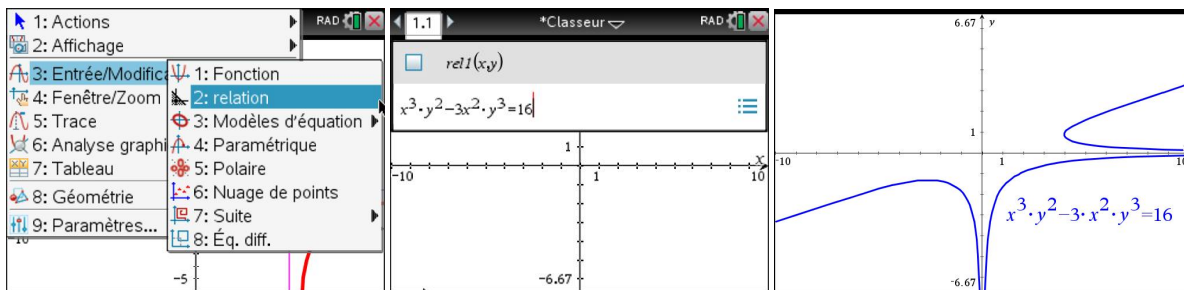 1: Actions
2: Affichage
3: Entrée/Modifica
4: Fenêtre/Zoom
5: Trace
6: Analyse graphi
7: Tableau
8: Géométrie
9: Paramètres...
1: Fonction
2: relation
3: Modèles d'équation
4: Paramétrique
5: Polaire
6: Nuage de points
7: Suite
8: Éq. diff.
RAD
-5
1.1
*Classeur
RAD
rel1(x,y)
x³·y²-3x²·y³=16
1
x
-10
1
10
-6.67
6.67 y
1
x
-10
1
10
x³·y²-3·x²·y³=16
-6.67